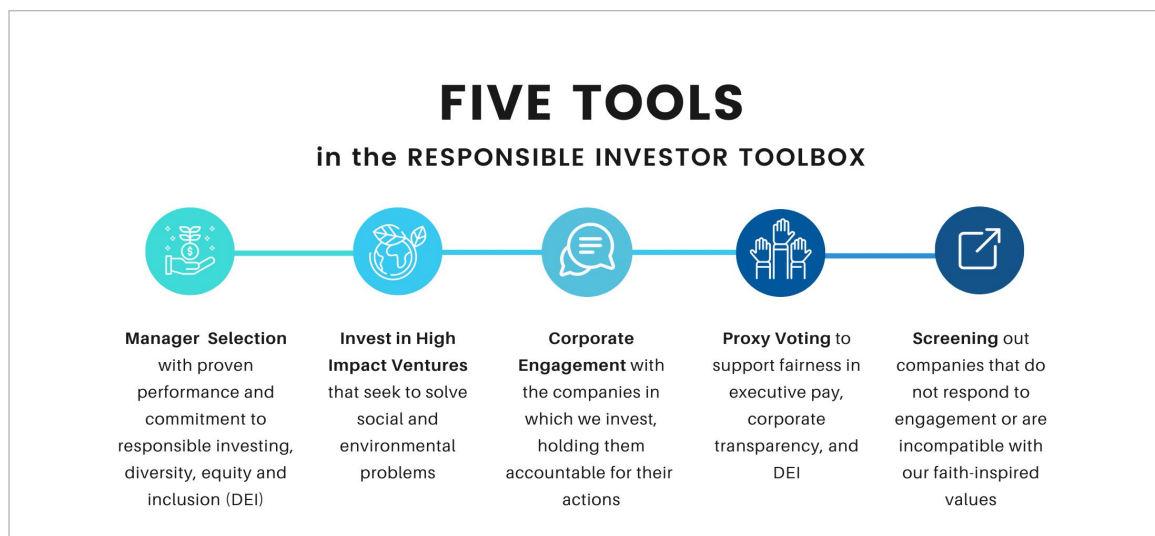 FIVE TOOLS
in the RESPONSIBLE INVESTOR TOOLBOX
$
Manager Selection
with proven
performance and
commitment to
responsible investing,
diversity, equity and
inclusion (DEI)
Invest in High
Impact Ventures
that seek to solve
social and
environmental
problems
Corporate
Engagement with
the companies in
which we invest,
holding them
accountable for their
actions
Proxy Voting to
support fairness in
executive pay,
corporate
transparency, and
DEI
Screening out
companies that do
not respond to
engagement or are
incompatible with
our faith-inspired
values